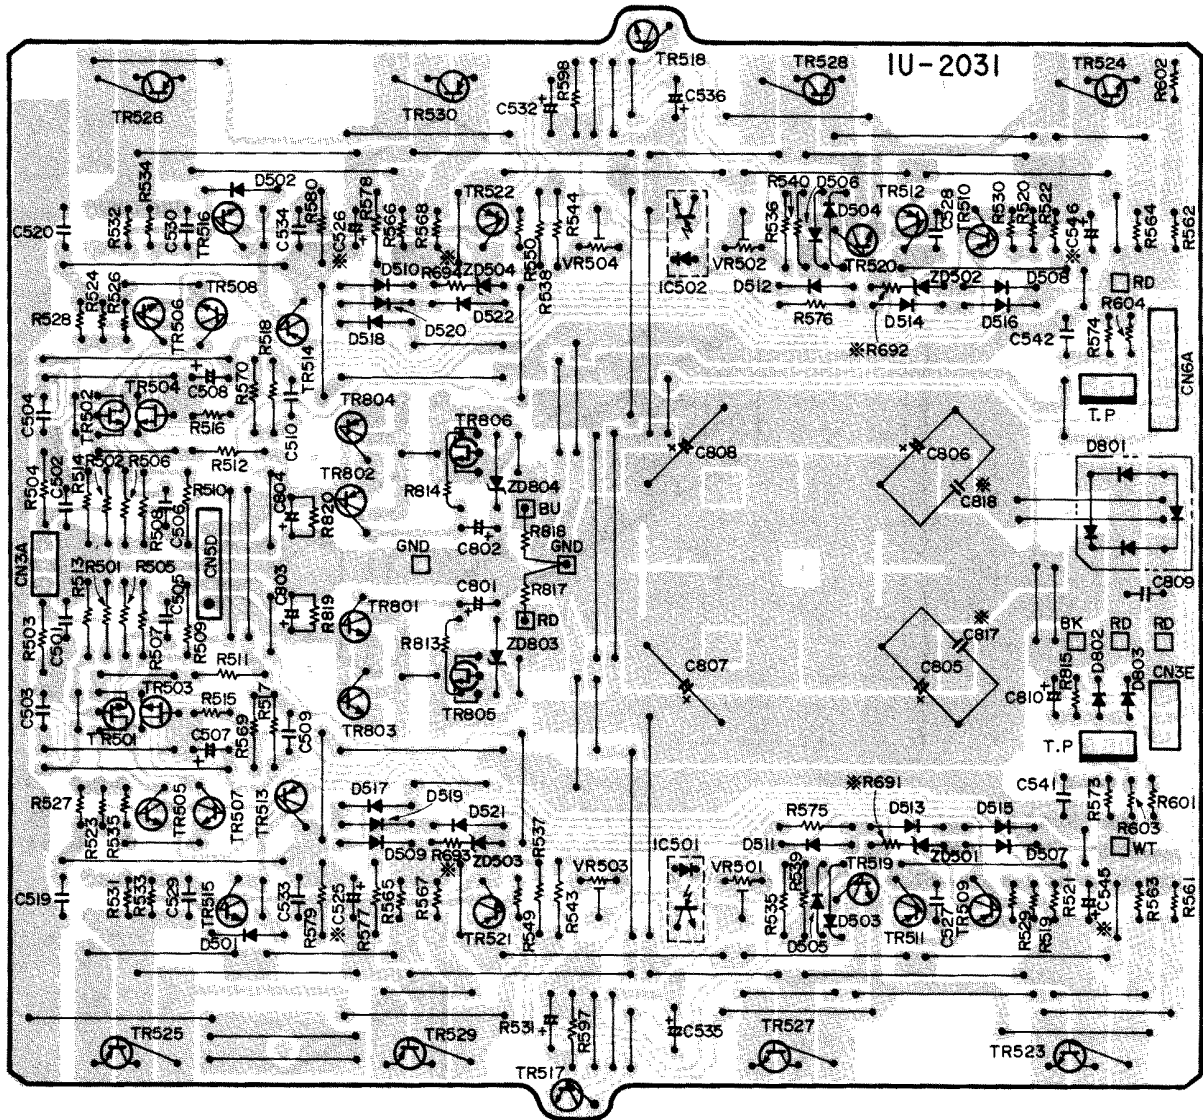 TR518
TR528
1U-2031
TR524
R602
TR526
TR530
C532
R598
C536
R534
D502
R580
R578
TR522
R540
D506
TR512
C520
R532
C530
TR516
C534
※C526
R566
R568
R550
R544
R536
D504
C528
TR510
R530
R520
R522
※C546
R564
R562
VR504
VR502
TR520
R524
R526
TR508
D510
※R694
ZD504
R538
IC502
D512
ZD502
D508
RD
R528
TR506
R518
TR514
D520
D522
D518
R576
D514
D516
C542
R574
R604
※R692
CN6A
TR504
C508
R570
C504
TR502
R516
C510
TR804
TR806
T.P
R502
R506
R512
TR802
C808
C806
D801
R504
C502
R514
R508
C506
R510
C804
R820
R814
ZD804
BU
C818
※
CN3A
CN5D
C802
R818
GND
GND
R513
R501
R505
C803
R819
C801
R817
C809
R503
C501
R507
C505
R509
TR801
R813
RD
ZD803
C817
※
BK
RD
RD
R511
C807
C805
R815
D802
D803
CN3E
C503
TR503
R515
R517
C810
TR501
C507
R569
C509
TR803
TR805
T.P
R527
R523
R535
TR505
TR507
TR513
D517
D519
D521
R537
※R691
C541
R573
R601
R575
D513
D515
R603
D509
※R693
ZD503
IC501
D511
ZD501
D507
WT
C519
R531
R533
C529
TR515
C533
R579
※C525
R577
R565
R567
VR503
VR501
R539
TR519
D501
TR521
R549
R543
R535
D505
D503
TR511
C527
TR509
R529
R519
R521
※C545
R563
R561
TR525
TR529
R531
R597
C535
TR527
TR523
TR517